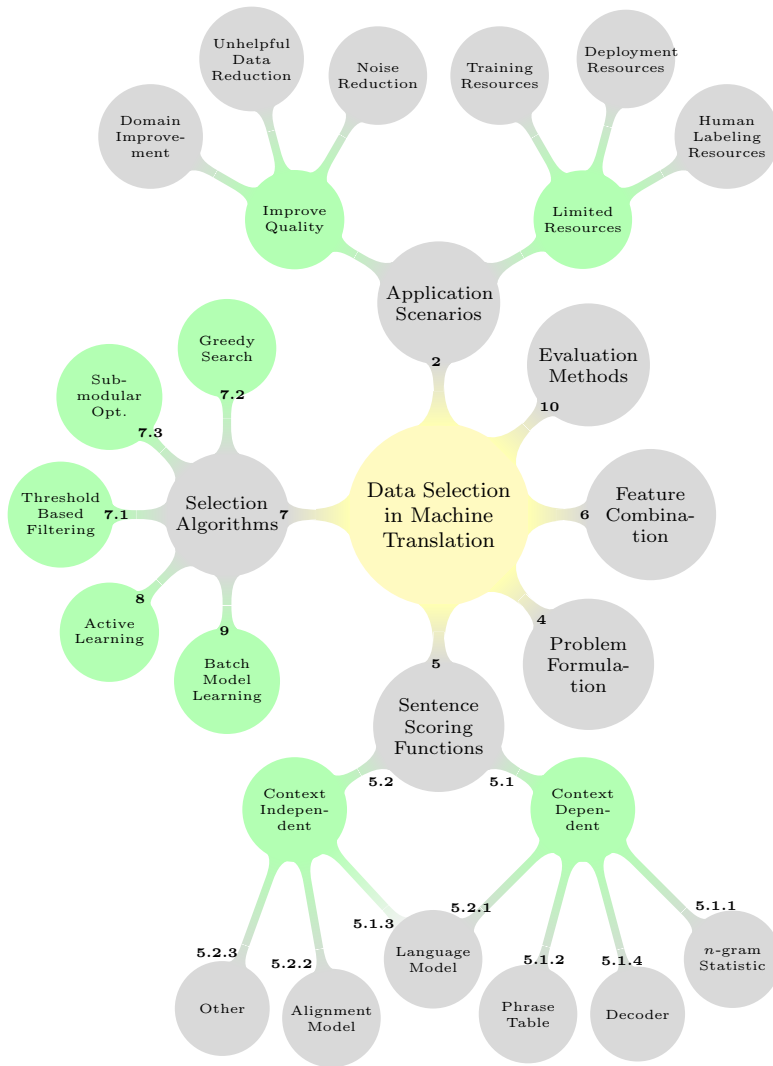 Unhelpful
Data
Reduction
Noise
Reduction
Training
Resources
Deployment
Resources
Domain
Improve-
ment
Human
Labeling
Resources
Improve
Quality
Limited
Resources
Application
Scenarios
2
Greedy
Search
7.2
Evaluation
Methods
10
Sub-
modular
Opt.
7.3
Threshold
Based
Filtering
7.1
Selection
Algorithms
7
Data Selection
in Machine
Translation
6
Feature
Combina-
tion
8
Active
Learning
9
Batch
Model
Learning
4
Problem
Formula-
tion
5
Sentence
Scoring
Functions
5.2
5.1
Context
Indepen-
dent
Context
Depen-
dent
5.2.3
Other
5.2.2
Alignment
Model
5.1.3
5.2.1
Language
Model
5.1.2
Phrase
Table
5.1.4
Decoder
5.1.1
n-gram
Statistic